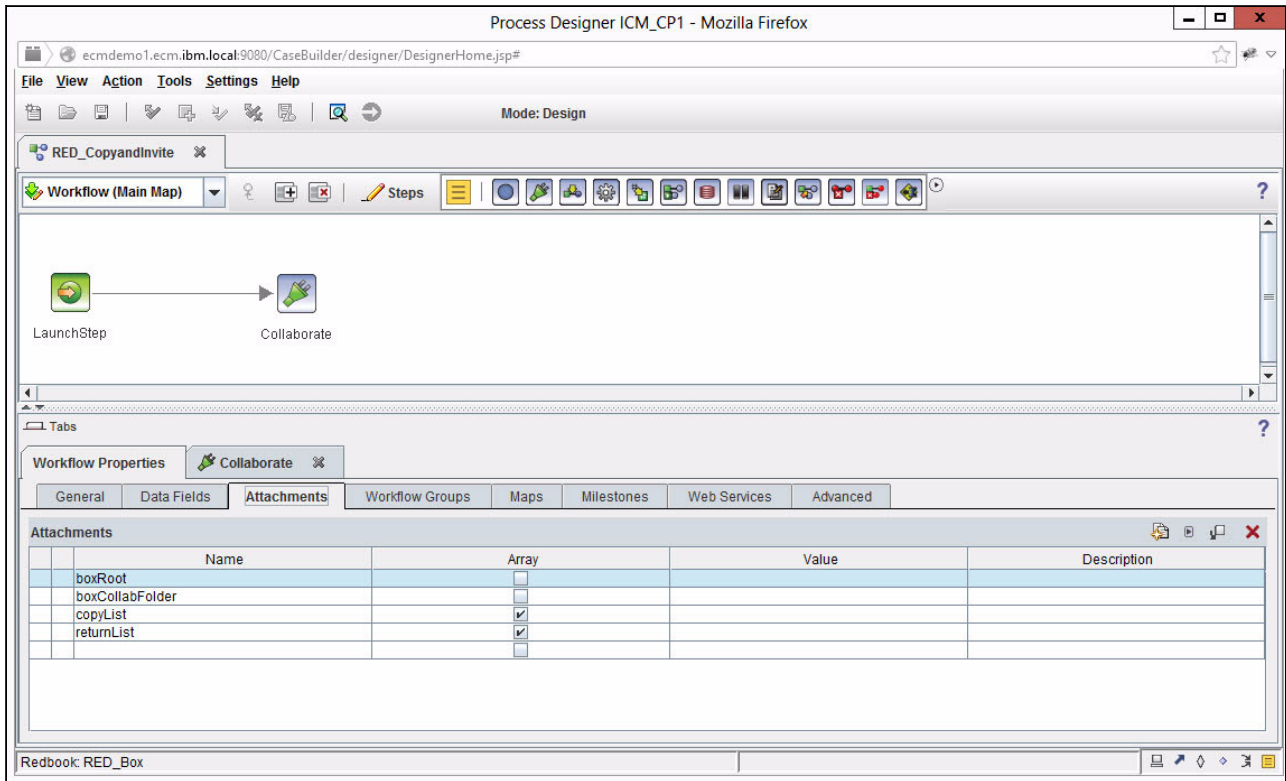 Process Designer ICM_CP1 - Mozilla Firefox
ecmdemo1.ecm.ibm.local:9080/CaseBuilder/designer/DesignerHome.jsp#
File View Action Tools Settings Help
Mode: Design
RED_CopyandInvite
Workflow (Main Map) Steps ?
LaunchStep Collaborate
Tabs ?
Workflow Properties Collaborate
General Data Fields Attachments Workflow Groups Maps Milestones Web Services Advanced
Attachments
Name Array Value Description
boxRoot
boxCollabFolder
copyList
returnList
Redbook: RED_Box